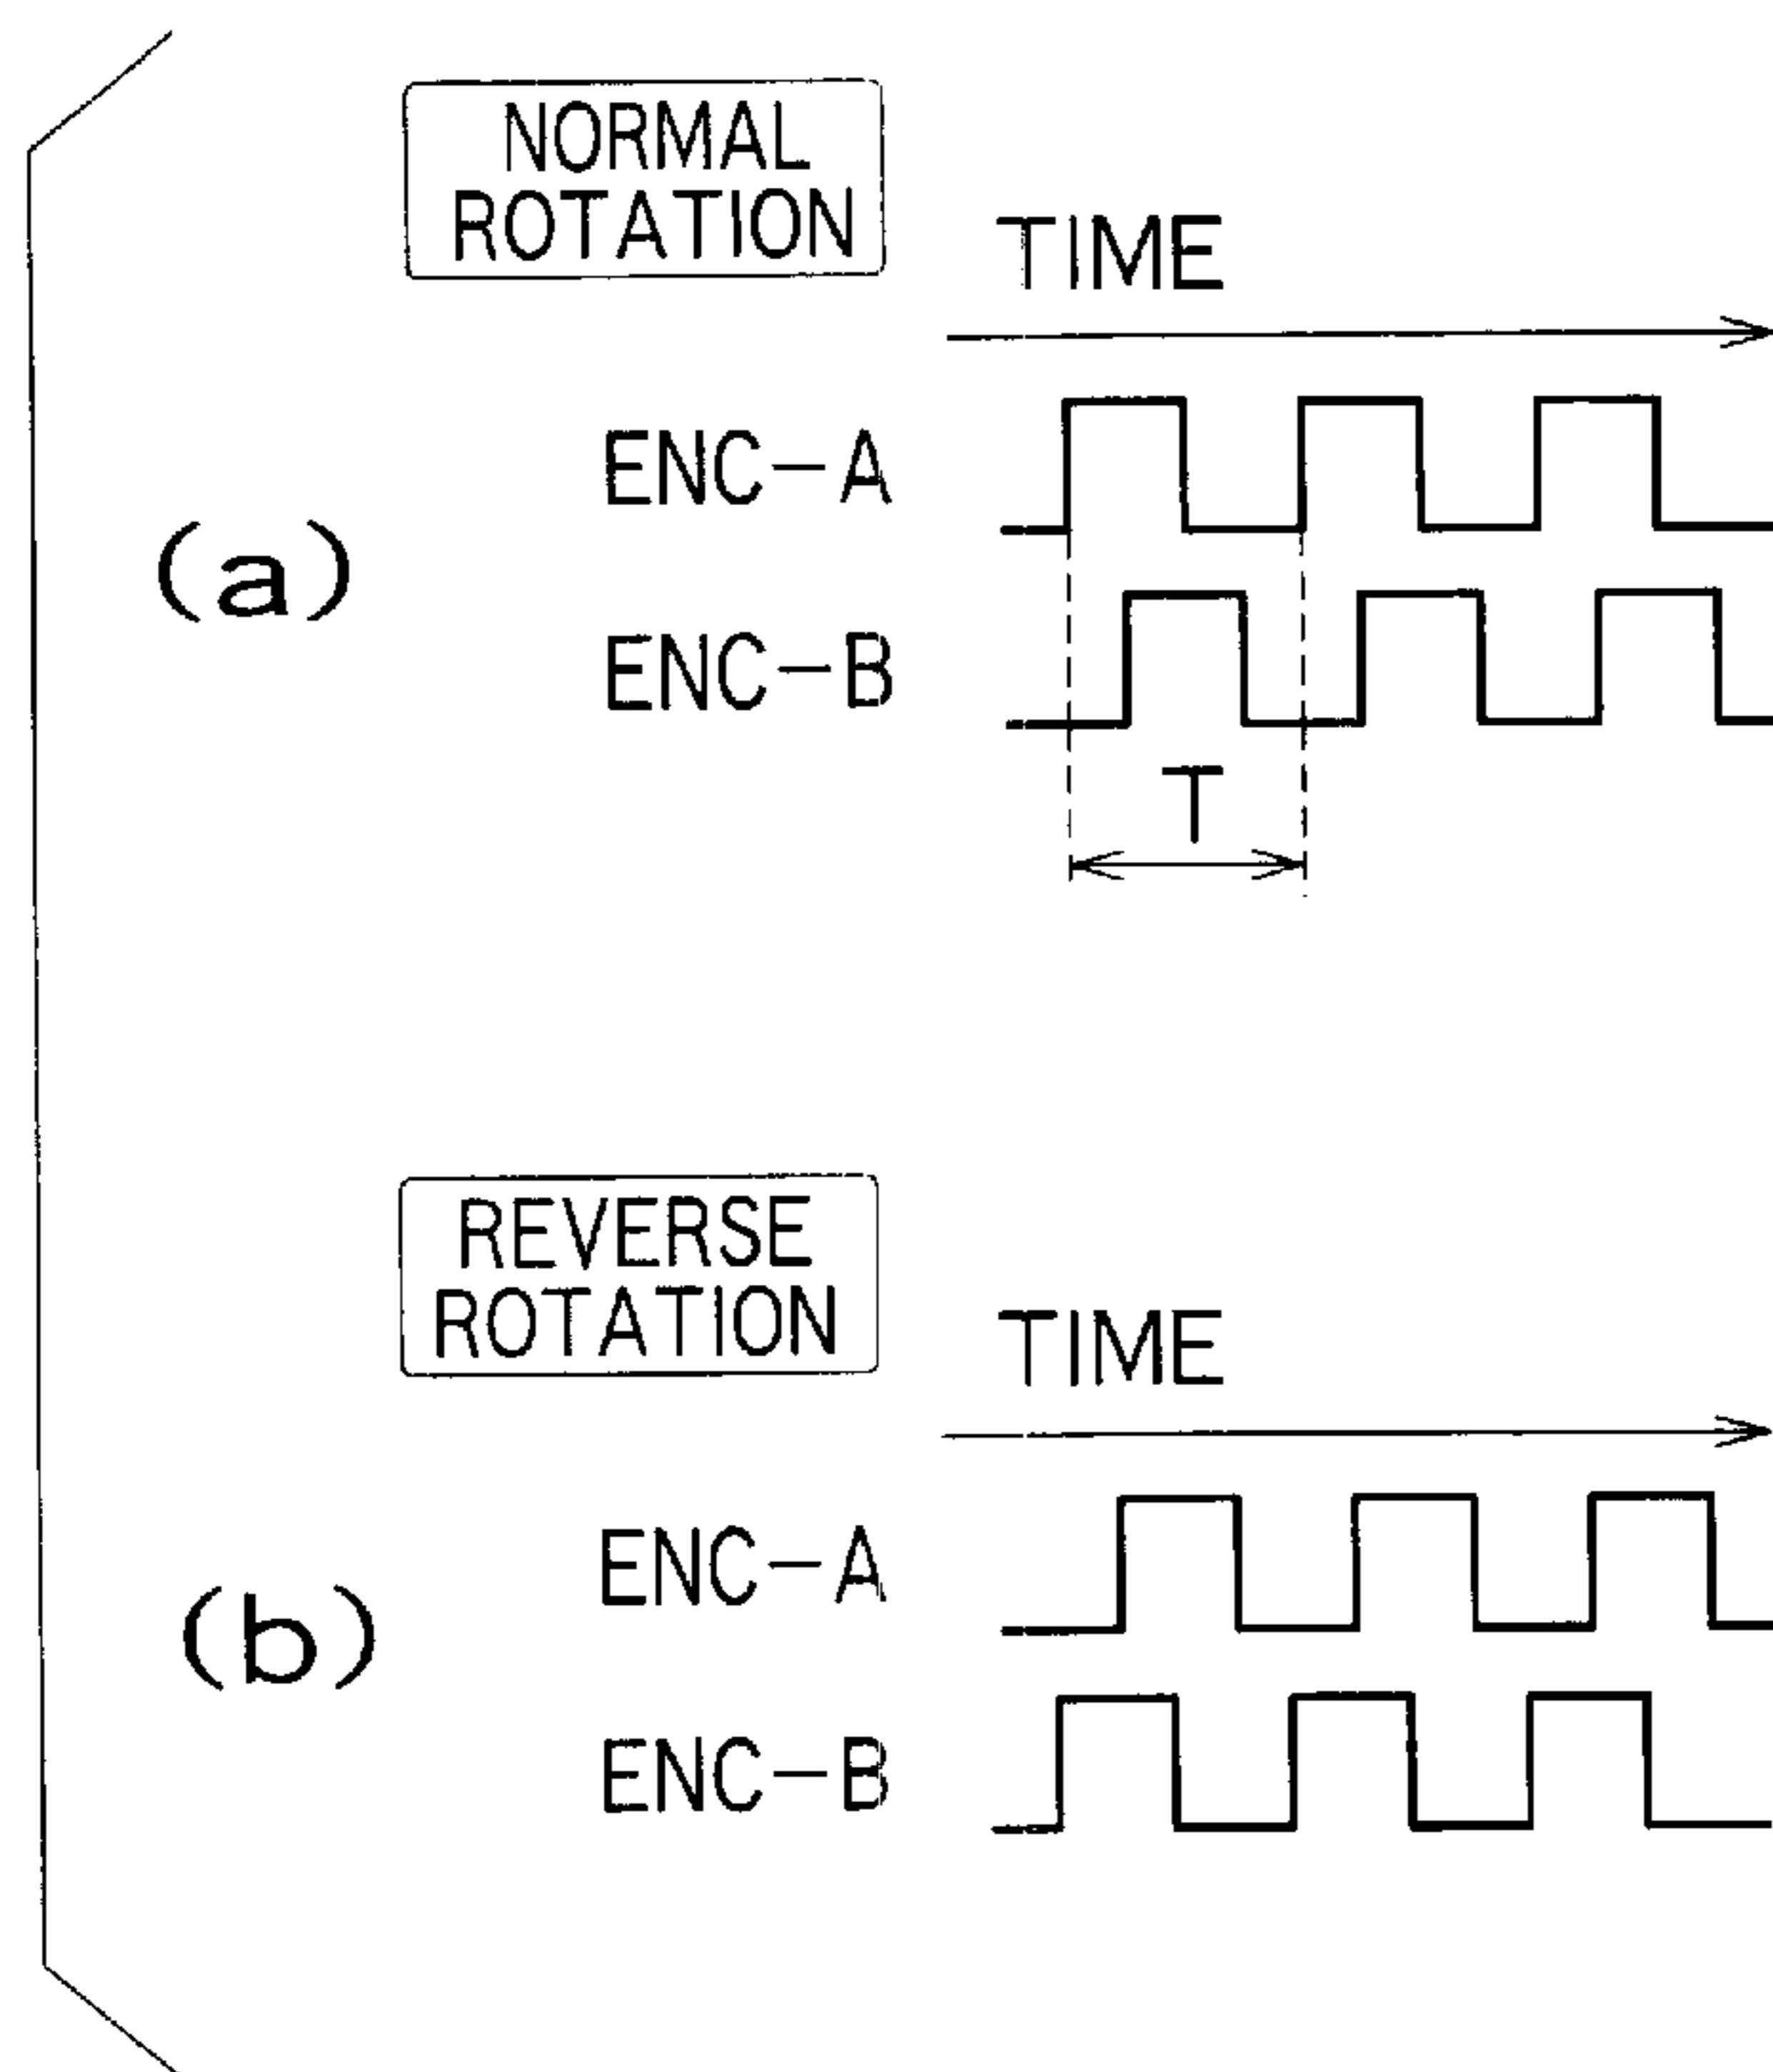 NORMAL
ROTATION
TIME
ENC-A
(a)
ENC-B
T
REVERSE
ROTATION
TIME
ENC-A
(b)
ENC-B